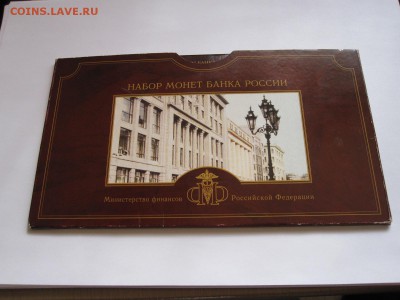 COINS.LAVE.RU
НАБОР МОНЕТ БАНКА РОССИИ
Министерство финансов Российской Федерации